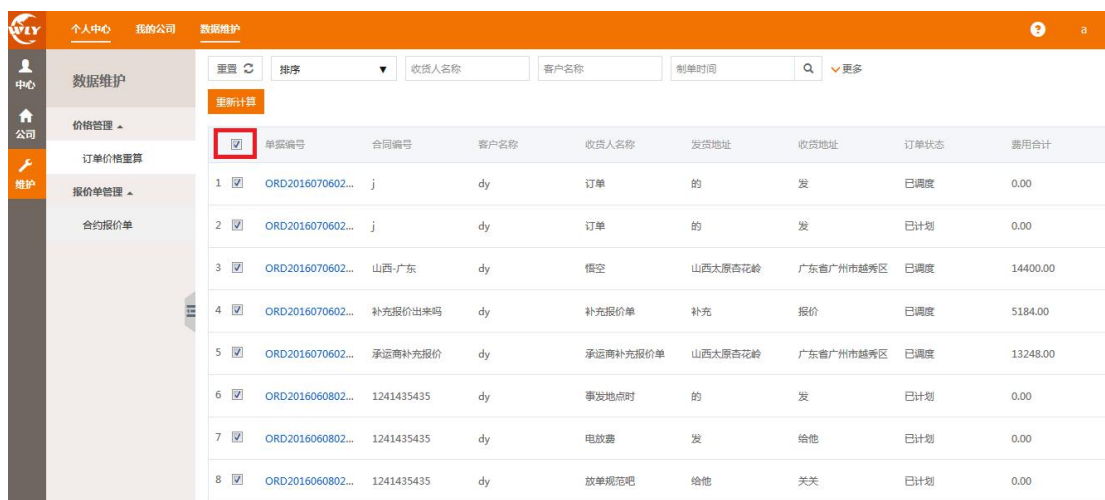 WLY 个人中心 我的公司 数据维护 ? a
中心
公司
维护
数据维护
价格管理
订单价格重算
报价单管理
合约报价单
重置 排序 收货人名称 客户名称 制单时间 更多
重新计算
单据编号 合同编号 客户名称 收货人名称 发货地址 收货地址 订单状态 费用合计
1 ORD2016070602... j dy 订单 的 发 已调度 0.00
2 ORD2016070602... j dy 订单 的 发 已计划 0.00
3 ORD2016070602... 山西-广东 dy 悟空 山西太原杏花岭 广东省广州市越秀区 已调度 14400.00
4 ORD2016070602... 补充报价出来吗 dy 补充报价单 补充 报价 已调度 5184.00
5 ORD2016070602... 承运商补充报价 dy 承运商补充报价单 山西太原杏花岭 广东省广州市越秀区 已调度 13248.00
6 ORD2016060802... 1241435435 dy 事发地点时 的 发 已计划 0.00
7 ORD2016060802... 1241435435 dy 电放费 发 给他 已计划 0.00
8 ORD2016060802... 1241435435 dy 放单规范吧 给他 关关 已计划 0.00